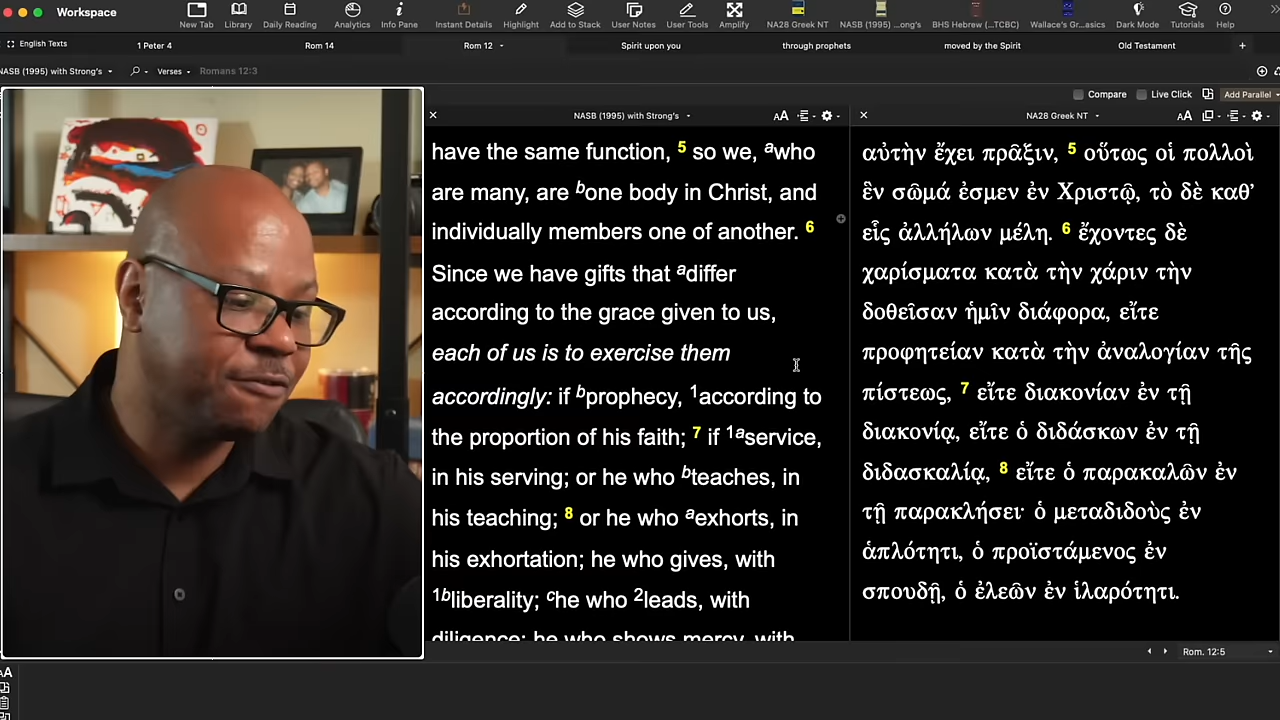 Workspace
New Tab
Library
Daily Reading
Analytics
Info Pane
Instant Details
Highlight
Add to Stack
User Notes
User Tools
Amplify
NA28 Greek NT
NASB (1995) ...ong's
BHS Hebrew (...TCBC)
Wallace's Gr...asics
Dark Mode
Tutorials
Help
English Texts
1 Peter 4
Rom 14
Rom 12
Spirit upon you
through prophets
moved by the Spirit
Old Testament
NASB (1995) with Strong's
Verses
Romans 12:3
Compare
Live Click
Add Parallel
NASB (1995) with Strong's
AA
have the same function, 5 so we, awho
are many, are bone body in Christ, and
individually members one of another. 6
Since we have gifts that adiffer
according to the grace given to us,
each of us is to exercise them
accordingly: if bprophecy, 1according to
the proportion of his faith; 7 if 1aservice,
in his serving; or he who bteaches, in
his teaching; 8 or he who aexhorts, in
his exhortation; he who gives, with
1bliberality; che who 2leads, with
diligence; he who shows mercy, with
NA28 Greek NT
AA
αὐτὴν ἔχει πρᾶξιν, 5 οὕτως οἱ πολλοὶ
ἓν σῶμά ἐσμεν ἐν Χριστῷ, τὸ δὲ καθ’
εἷς ἀλλήλων μέλη. 6 ἔχοντες δὲ
χαρίσματα κατὰ τὴν χάριν τὴν
δοθεῖσαν ἡμῖν διάφορα, εἴτε
προφητείαν κατὰ τὴν ἀναλογίαν τῆς
πίστεως, 7 εἴτε διακονίαν ἐν τῇ
διακονίᾳ, εἴτε ὁ διδάσκων ἐν τῇ
διδασκαλίᾳ, 8 εἴτε ὁ παρακαλῶν ἐν
τῇ παρακλήσει· ὁ μεταδιδοὺς ἐν
ἁπλότητι, ὁ προϊστάμενος ἐν
σπουδῇ, ὁ ἐλεῶν ἐν ἱλαρότητι.
Rom. 12:5
AA